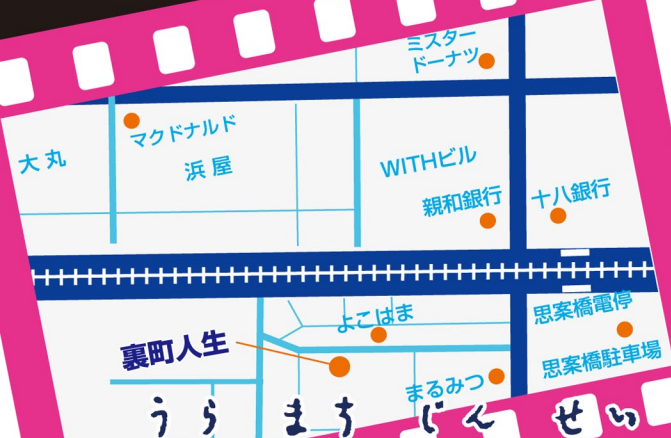 ミスター
ドーナツ
マクドナルド
大丸
浜屋
WITHビル
親和銀行
十八銀行
よこはま
思案橋電停
裏町人生
思案橋駐車場
まるみつ
うらまちじんせい